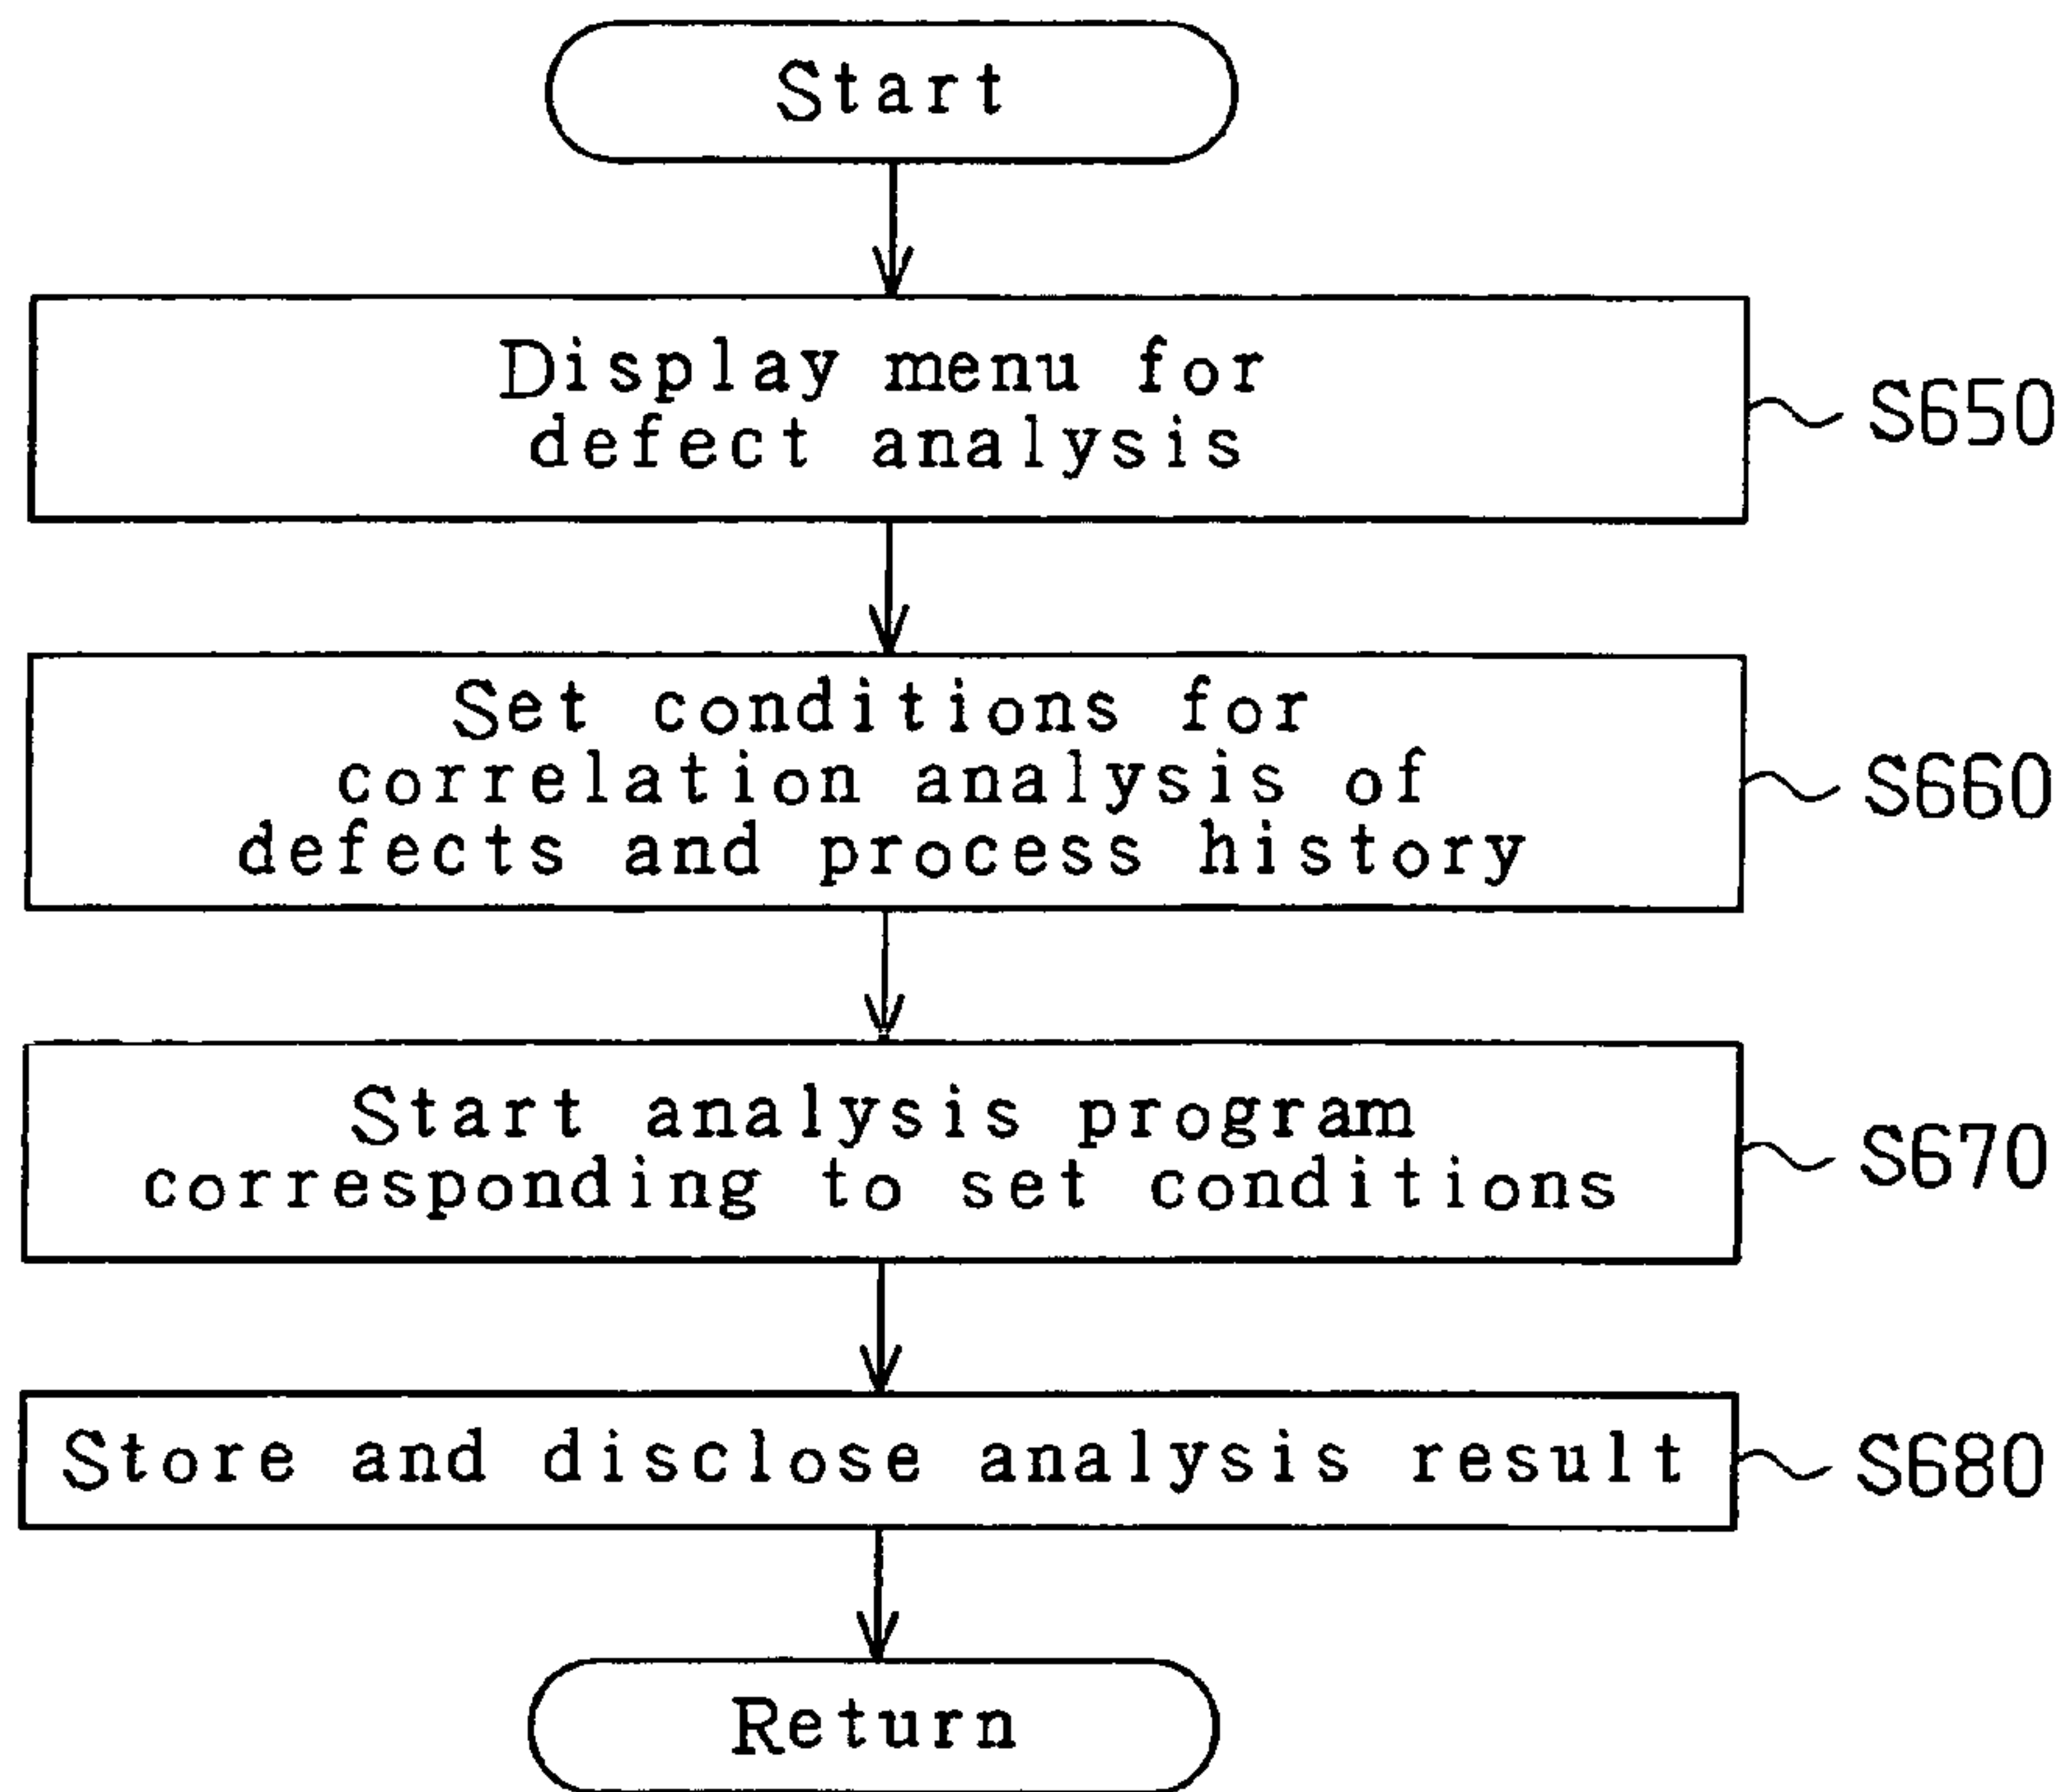 Start
Display menu for
defect analysis
S650
Set conditions for
correlation analysis of
defects and process history
S660
Start analysis program
corresponding to set conditions
S670
Store and disclose analysis result
S680
Return